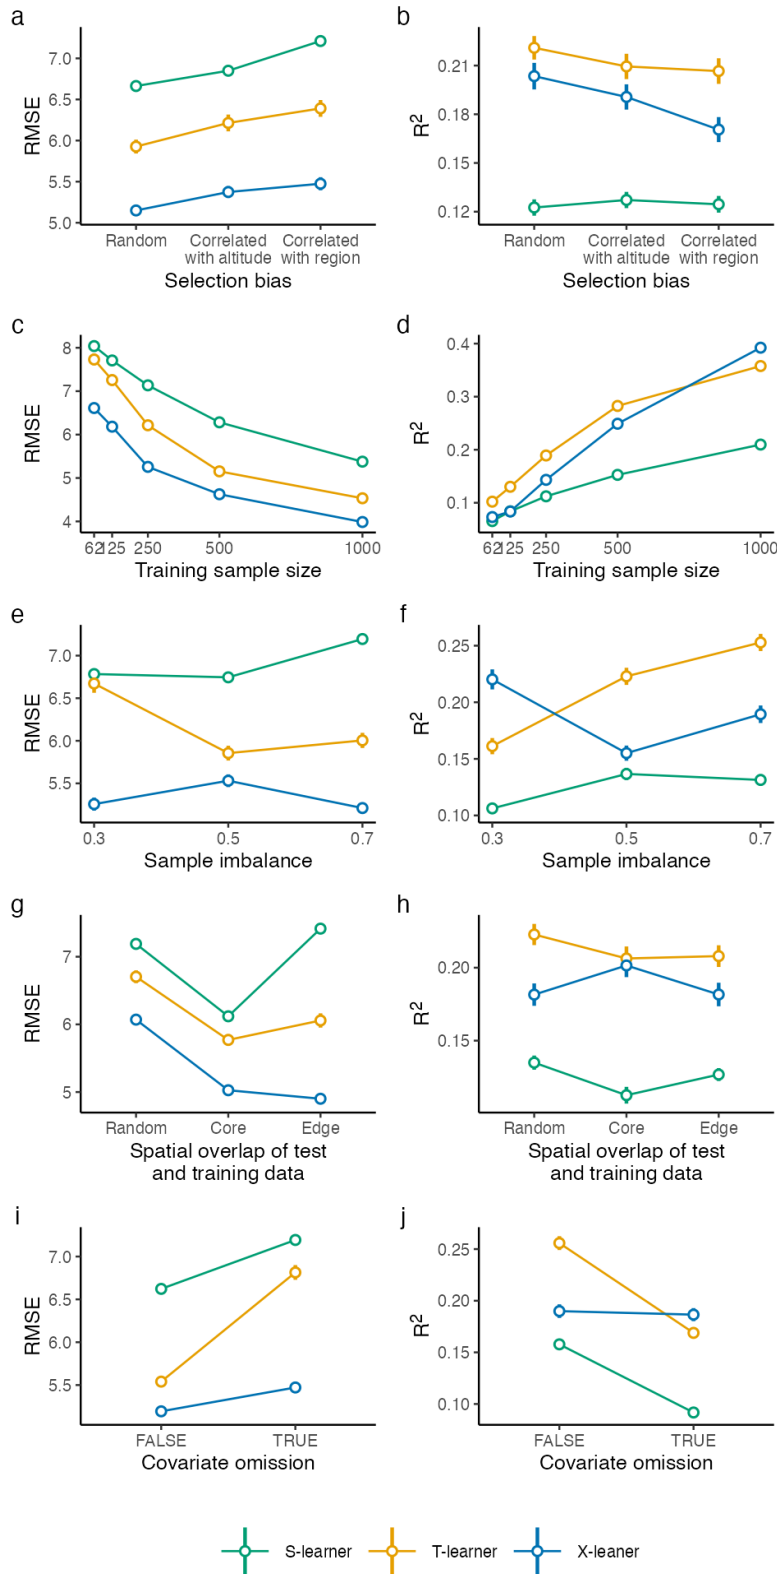 a
b
7.0
6.5
6.0
5.5
5.0
RMSE
Random
Correlated
with altitude
Correlated
with region
Selection bias
0.21
0.18
0.15
0.12
R²
Random
Correlated
with altitude
Correlated
with region
Selection bias
c
d
8
7
6
5
4
RMSE
62
125
250
500
1000
Training sample size
0.4
0.3
0.2
0.1
R²
62
125
250
500
1000
Training sample size
e
f
7.0
6.5
6.0
5.5
RMSE
0.3
0.5
0.7
Sample imbalance
0.25
0.20
0.15
0.10
R²
0.3
0.5
0.7
Sample imbalance
g
h
7
6
5
RMSE
Random
Core
Edge
Spatial overlap of test
and training data
0.20
0.15
R²
Random
Core
Edge
Spatial overlap of test
and training data
i
j
7.0
6.5
6.0
5.5
RMSE
FALSE
TRUE
Covariate omission
0.25
0.20
0.15
0.10
R²
FALSE
TRUE
Covariate omission
S-learner
T-learner
X-leaner